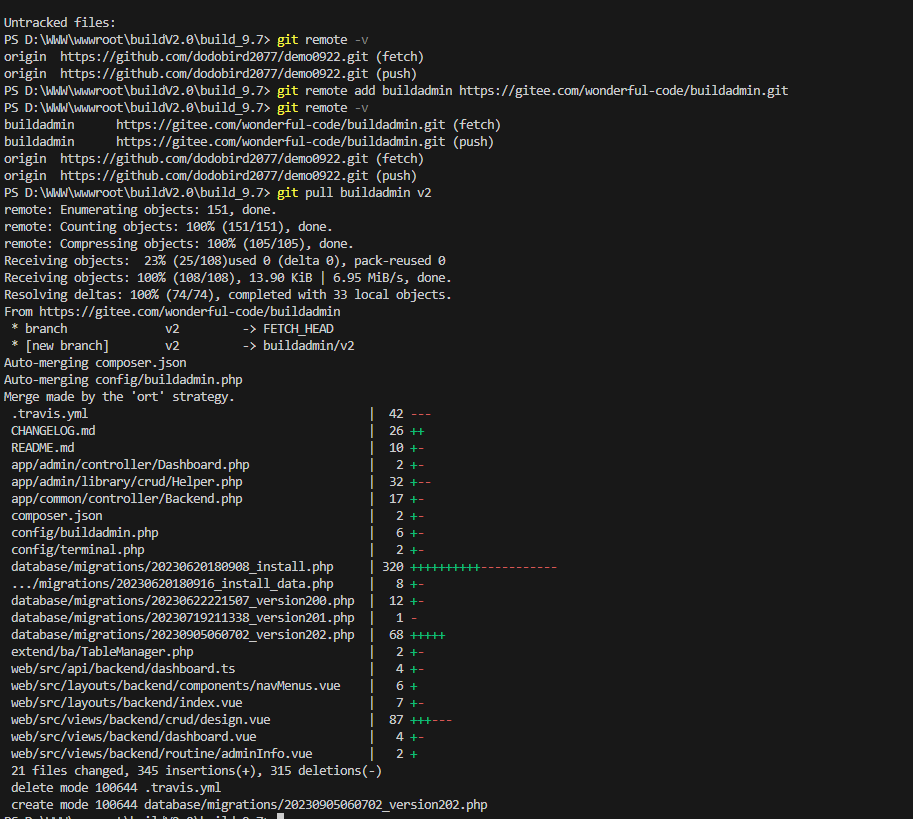 Untracked files:
PS D:\WWW\wwwroot\buildV2.0\build_9.7> git remote -v
origin  https://github.com/dodobird2077/demo0922.git (fetch)
origin  https://github.com/dodobird2077/demo0922.git (push)
PS D:\WWW\wwwroot\buildV2.0\build_9.7> git remote add buildadmin https://gitee.com/wonderful-code/buildadmin.git
PS D:\WWW\wwwroot\buildV2.0\build_9.7> git remote -v
buildadmin      https://gitee.com/wonderful-code/buildadmin.git (fetch)
buildadmin      https://gitee.com/wonderful-code/buildadmin.git (push)
origin  https://github.com/dodobird2077/demo0922.git (fetch)
origin  https://github.com/dodobird2077/demo0922.git (push)
PS D:\WWW\wwwroot\buildV2.0\build_9.7> git pull buildadmin v2
remote: Enumerating objects: 151, done.
remote: Counting objects: 100% (151/151), done.
remote: Compressing objects: 100% (105/105), done.
Receiving objects:  23% (25/108)used 0 (delta 0), pack-reused 0
Receiving objects: 100% (108/108), 13.90 KiB | 6.95 MiB/s, done.
Resolving deltas: 100% (74/74), completed with 33 local objects.
From https://gitee.com/wonderful-code/buildadmin
 * branch            v2         -> FETCH_HEAD
 * [new branch]      v2         -> buildadmin/v2
Auto-merging composer.json
Auto-merging config/buildadmin.php
Merge made by the 'ort' strategy.
 .travis.yml                                    |  42 ---
 CHANGELOG.md                                   |  26 ++
 README.md                                      |  10 +-
 app/admin/controller/Dashboard.php             |   2 +-
 app/admin/library/crud/Helper.php              |  32 +--
 app/common/controller/Backend.php              |  17 +-
 composer.json                                  |   2 +-
 config/buildadmin.php                          |   6 +-
 config/terminal.php                            |   2 +-
 database/migrations/20230620180908_install.php | 320 ++++++++++-----------
 .../migrations/20230620180916_install_data.php |   8 +-
 database/migrations/20230622221507_version200.php  |  12 +-
 database/migrations/20230719211338_version201.php  |   1 -
 database/migrations/20230905060702_version202.php  |  68 +++++
 extend/ba/TableManager.php                     |   2 +-
 web/src/api/backend/dashboard.ts               |   4 +-
 web/src/layouts/backend/components/navMenus.vue    |   6 +
 web/src/layouts/backend/index.vue              |   7 +-
 web/src/views/backend/crud/design.vue          |  87 +++---
 web/src/views/backend/dashboard.vue            |   4 +-
 web/src/views/backend/routine/adminInfo.vue    |   2 +
 21 files changed, 345 insertions(+), 315 deletions(-)
 delete mode 100644 .travis.yml
 create mode 100644 database/migrations/20230905060702_version202.php